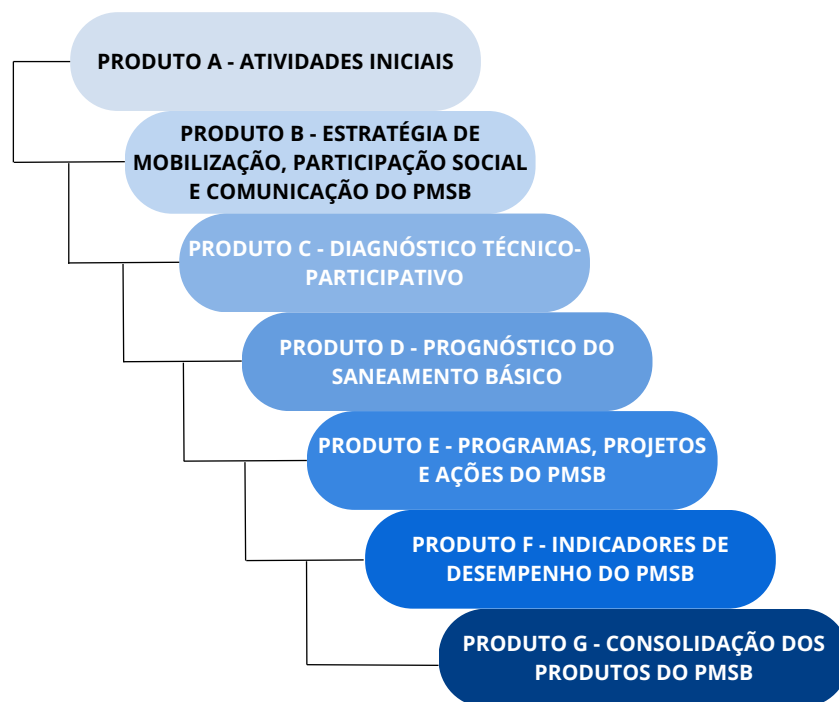 PRODUTO A - ATIVIDADES INICIAIS
PRODUTO B - ESTRATÉGIA DE
MOBILIZAÇÃO, PARTICIPAÇÃO SOCIAL
E COMUNICAÇÃO DO PMSB
PRODUTO C - DIAGNÓSTICO TÉCNICO-
PARTICIPATIVO
PRODUTO D - PROGNÓSTICO DO
SANEAMENTO BÁSICO
PRODUTO E - PROGRAMAS, PROJETOS
E AÇÕES DO PMSB
PRODUTO F - INDICADORES DE
DESEMPENHO DO PMSB
PRODUTO G - CONSOLIDAÇÃO DOS
PRODUTOS DO PMSB